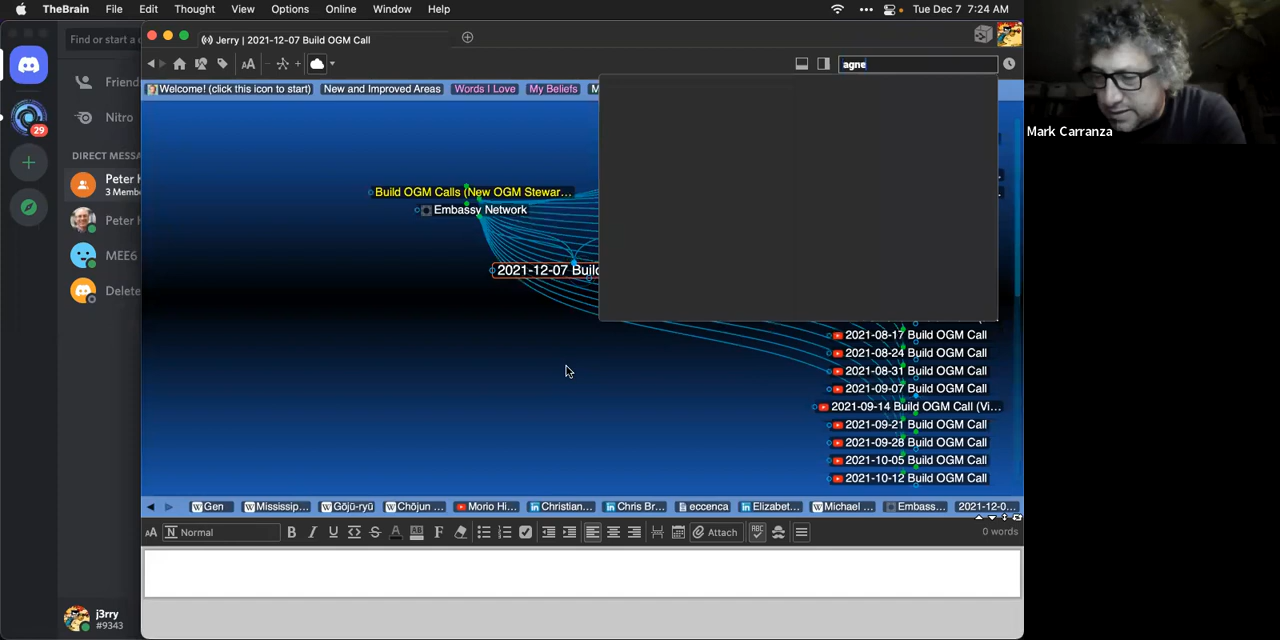 TheBrain File Edit Thought View Options Online Window Help Tue Dec 7 7:24 AM
Find or start a c
Jerry | 2021-12-07 Build OGM Call
agne
Friend
Nitro
DIRECT MESSA
Peter
3 Membe
Peter
MEE6
Delete
29
Welcome! (click this icon to start) New and Improved Areas Words I Love My Beliefs M
Build OGM Calls (New OGM Stewar...
Embassy Network
2021-12-07 Build
2021-08-17 Build OGM Call
2021-08-24 Build OGM Call
2021-08-31 Build OGM Call
2021-09-07 Build OGM Call
2021-09-14 Build OGM Call (Vi...
2021-09-21 Build OGM Call
2021-09-28 Build OGM Call
2021-10-05 Build OGM Call
2021-10-12 Build OGM Call
Gen Mississip... Gōjū-ryū Chōjun ... Morio Hi... Christian... Chris Br... eccenca Elizabet... Michael ... Embass... 2021-12-0...
AA N Normal B I U S A F Attach ABC 0 words
j3rry
#9343
Mark Carranza